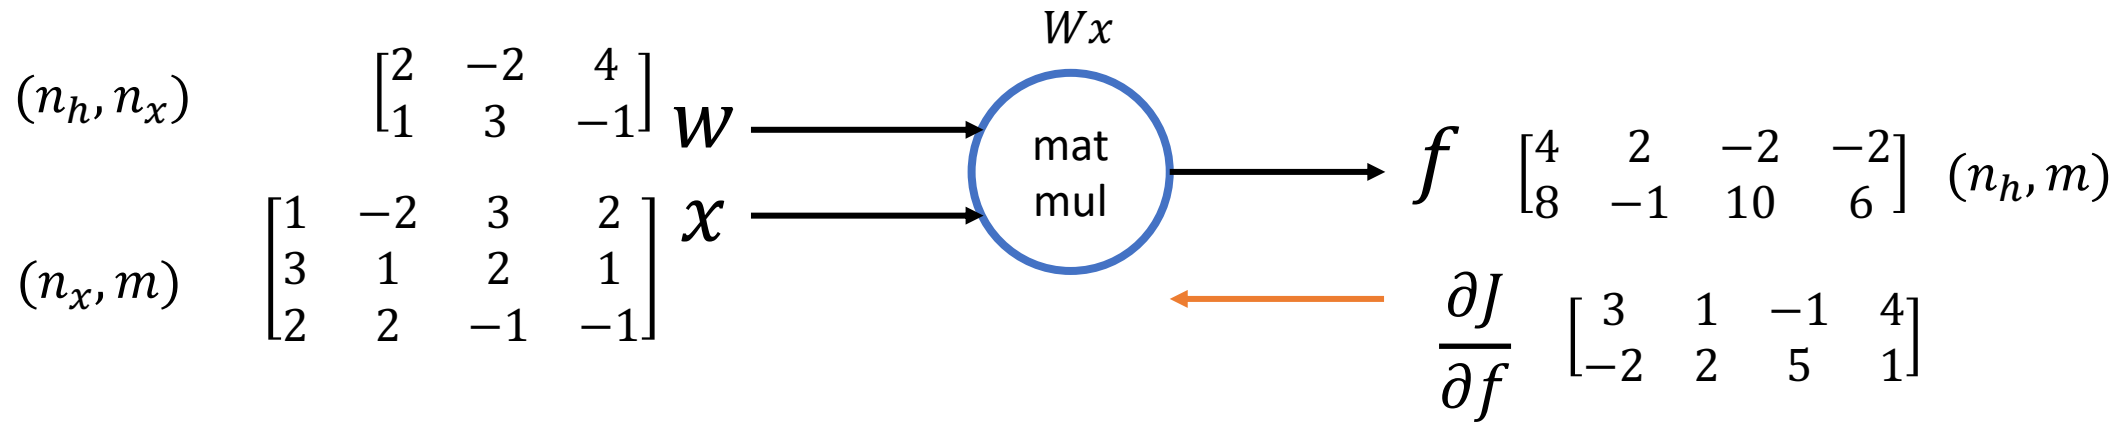 Wx
(n_h, n_x)
[2 −2 4
1 3 −1]
w
(n_x, m)
[1 −2 3 2
3 1 2 1
2 2 −1 −1]
x
mat
mul
f
[4 2 −2 −2
8 −1 10 6]
(n_h, m)
∂J
∂f
[3 1 −1 4
−2 2 5 1]